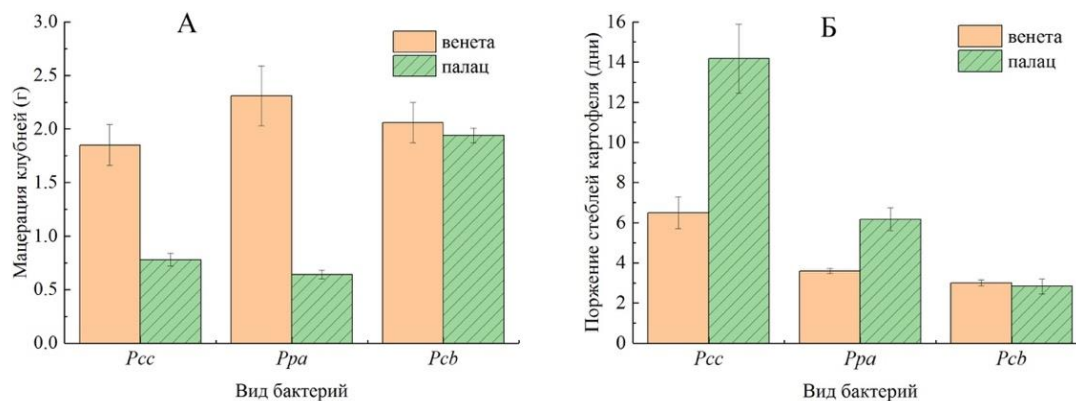 А
венета
палац
Мацерация клубней (г)
3.0
2.5
2.0
1.5
1.0
0.5
0.0
Pcc
Ppa
Pcb
Вид бактерий
Б
венета
палац
Поржение стеблей картофеля (дни)
16
14
12
10
8
6
4
2
0
Pcc
Ppa
Pcb
Вид бактерий